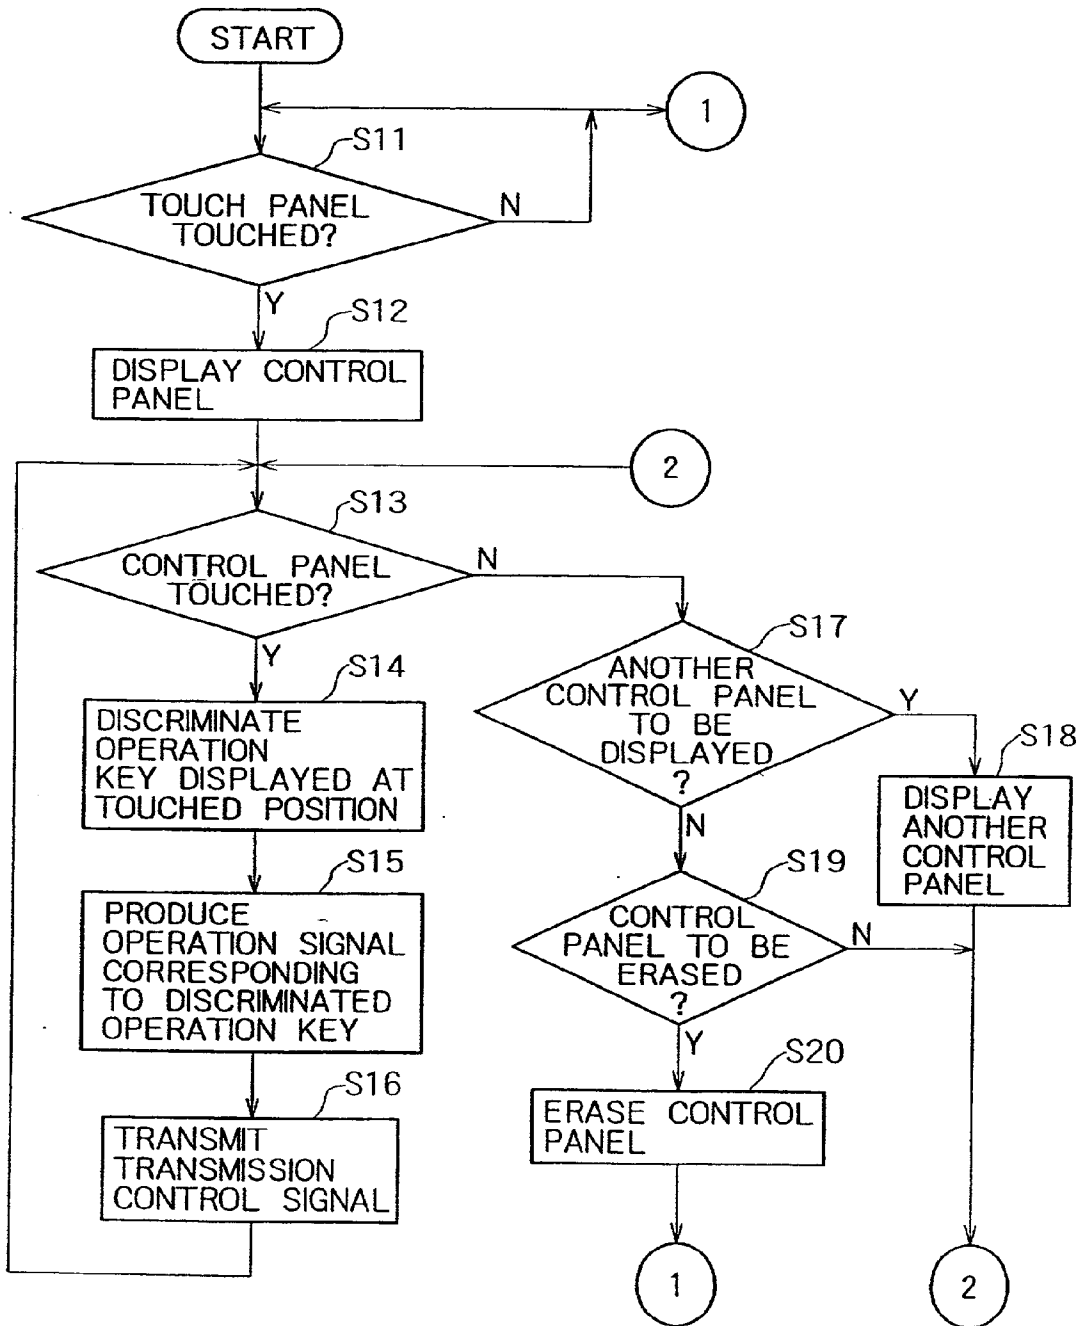 START
1
S11
TOUCH PANEL
TOUCHED?
N
Y
S12
DISPLAY CONTROL
PANEL
2
S13
CONTROL PANEL
TOUCHED?
N
Y
S14
DISCRIMINATE
OPERATION
KEY DISPLAYED AT
TOUCHED POSITION
S15
PRODUCE
OPERATION SIGNAL
CORRESPONDING
TO DISCRIMINATED
OPERATION KEY
S16
TRANSMIT
TRANSMISSION
CONTROL SIGNAL
S17
ANOTHER
CONTROL PANEL
TO BE
DISPLAYED
?
Y
N
S18
DISPLAY
ANOTHER
CONTROL
PANEL
S19
CONTROL
PANEL TO BE
ERASED
?
N
Y
S20
ERASE CONTROL
PANEL
1
2